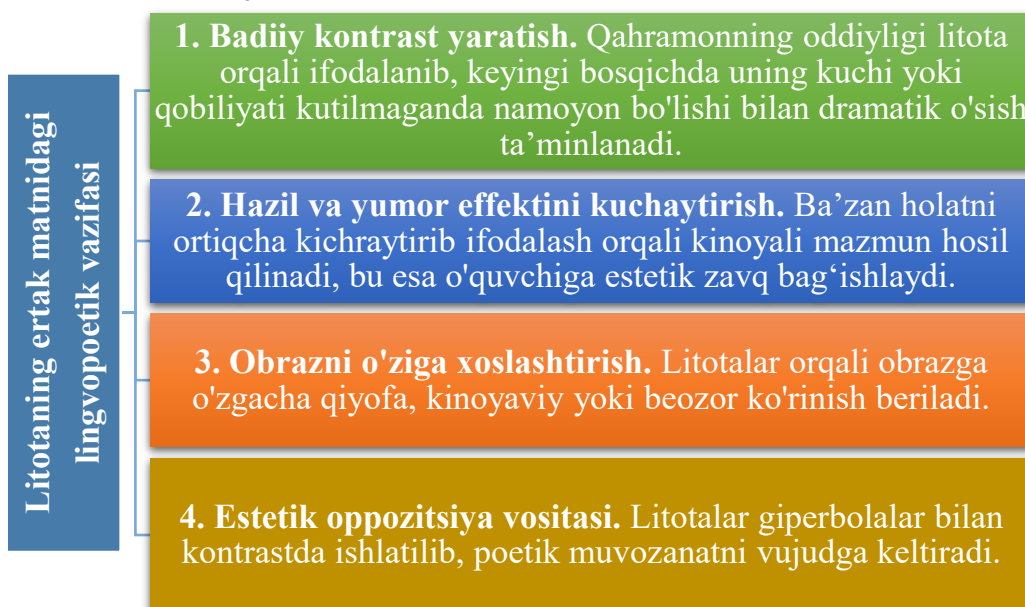 Litotaning ertak matnidagi
lingvopoetik vazifasi
1. Badiiy kontrast yaratish. Qahramonning oddiyligi litota
orqali ifodalanib, keyingi bosqichda uning kuchi yoki
qobiliyati kutilmaganda namoyon bo'lishi bilan dramatik o'sish
ta’minlanadi.
2. Hazil va yumor effektini kuchaytirish. Ba’zan holatni
ortiqcha kichraytirib ifodalash orqali kinoyali mazmun hosil
qilinadi, bu esa o'quvchiga estetik zavq bag‘ishlaydi.
3. Obrazni o'ziga xoslashtirish. Litotalar orqali obrazga
o'zgacha qiyofa, kinoyaviy yoki beozor ko'rinish beriladi.
4. Estetik oppozitsiya vositasi. Litotalar giperbolalar bilan
kontrastda ishlatilib, poetik muvozanatni vujudga keltiradi.